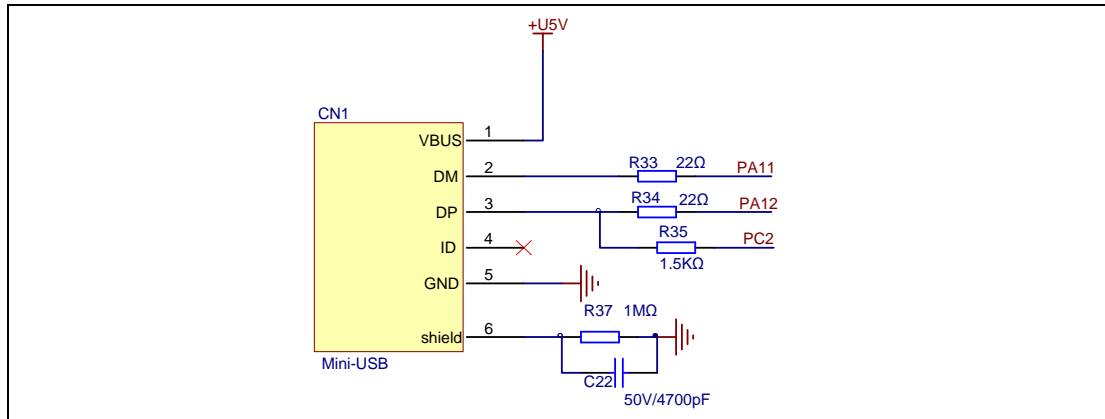 +U5V
CN1
VBUS 1
DM 2 R33 22Ω PA11
DP 3 R34 22Ω PA12
ID 4 R35 PC2
1.5KΩ
GND 5
R37 1MΩ
shield 6
Mini-USB
C22
50V/4700pF